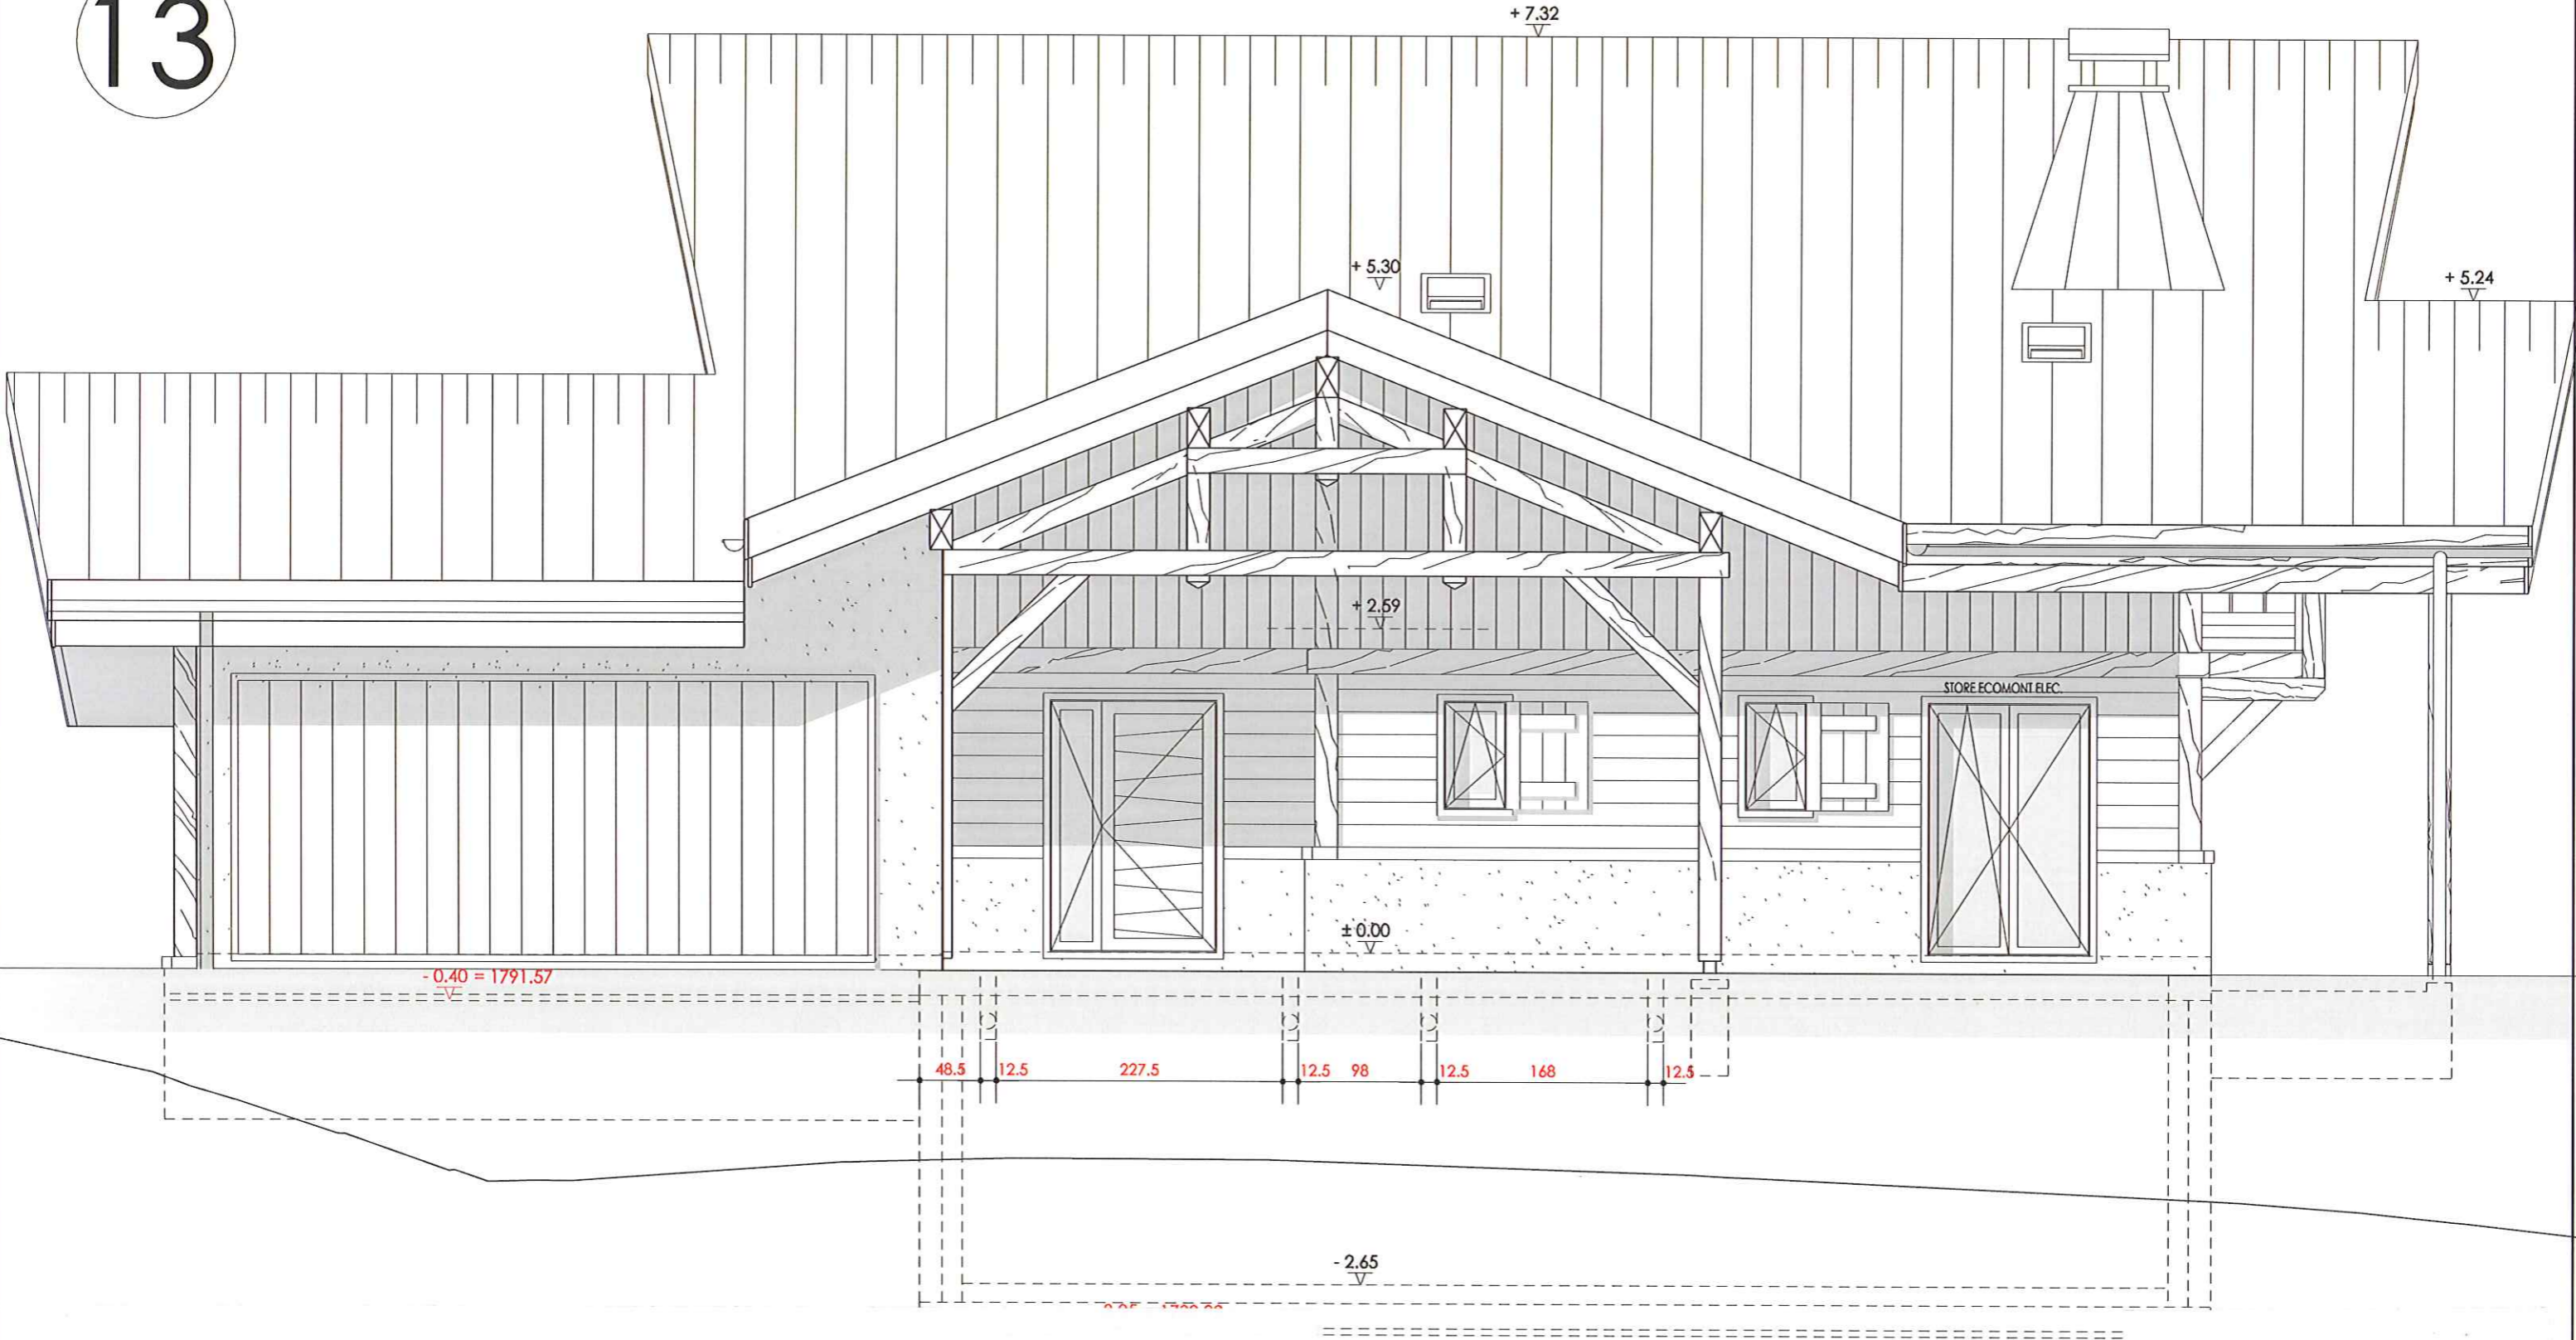 13
+ 7.32
+ 5.30
+ 5.24
+ 2.59
STORE ECOMONT ELEC.
± 0.00
- 0.40 = 1791.57
48.5 12.5 227.5 12.5 98 12.5 168 12.5
- 2.65